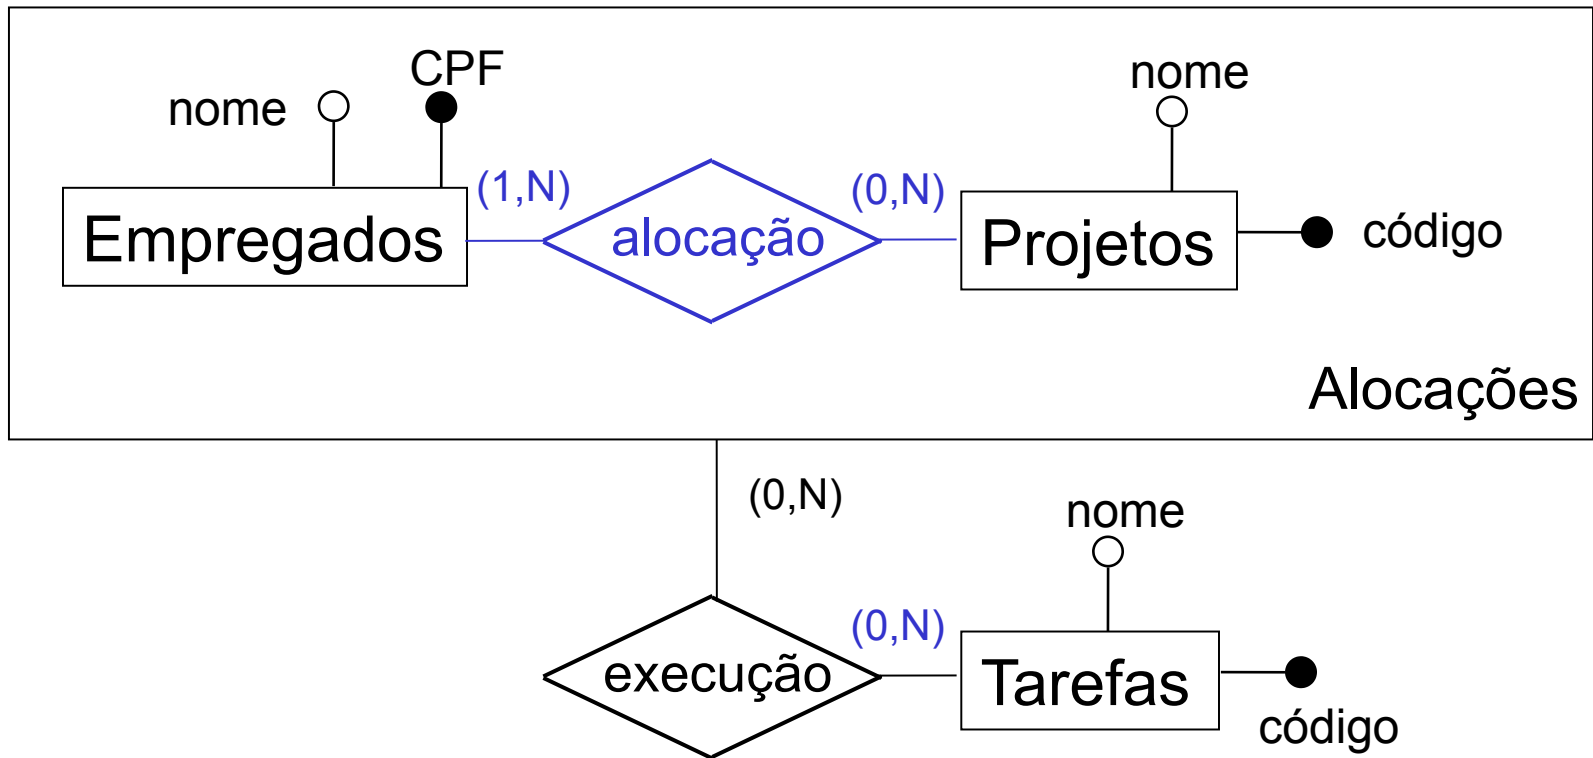 CPF
nome
nome
(1,N)
(0,N)
Empregados
alocação
Projetos
código
Alocações
(0,N)
nome
(0,N)
execução
Tarefas
código